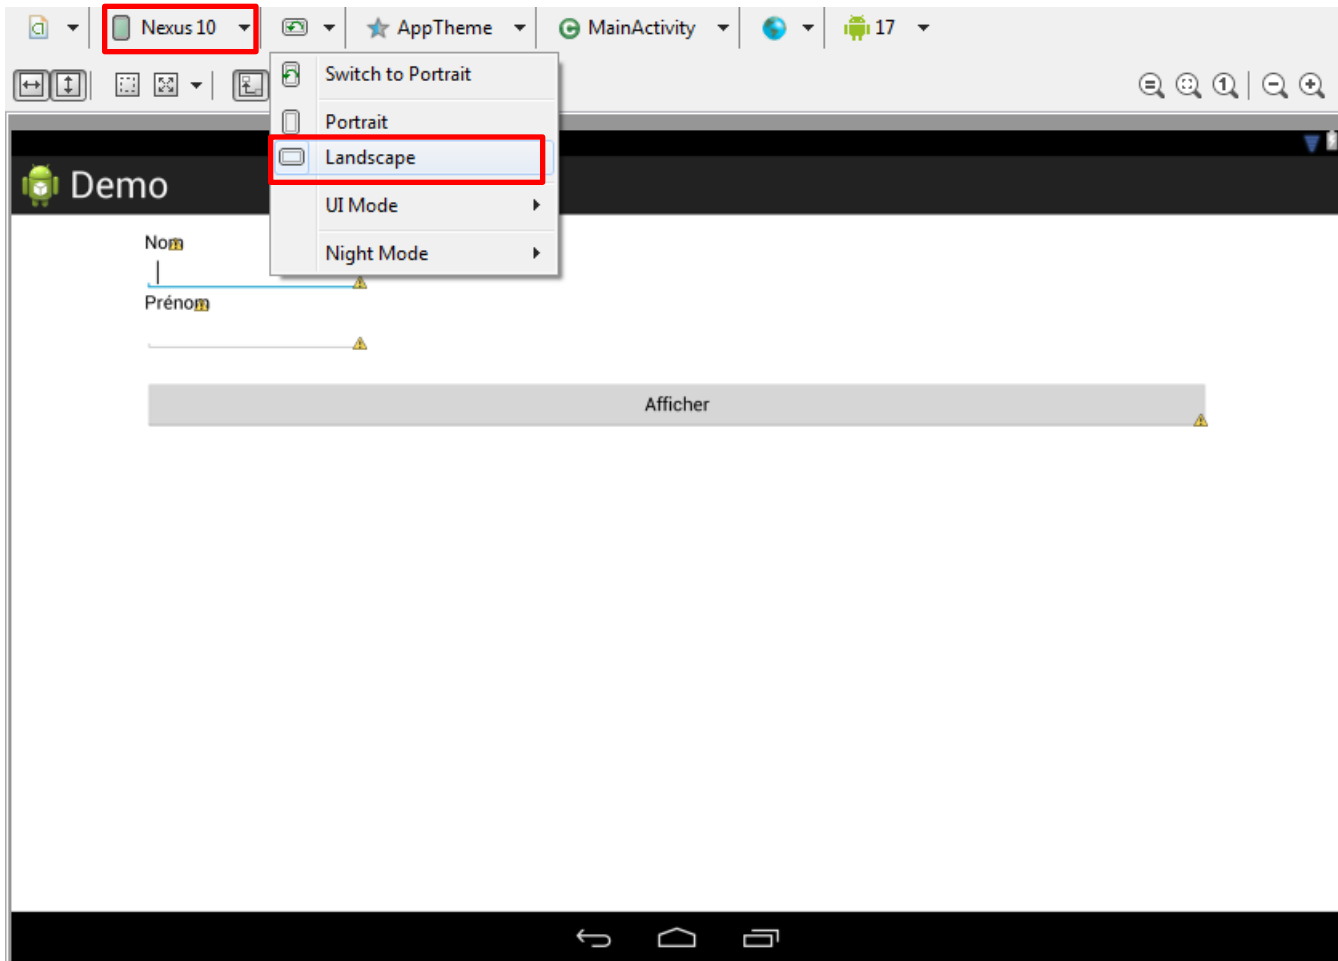 Nexus 10
AppTheme
MainActivity
17
Switch to Portrait
Portrait
Landscape
UI Mode
Night Mode
Demo
Nom
Prénom
Afficher